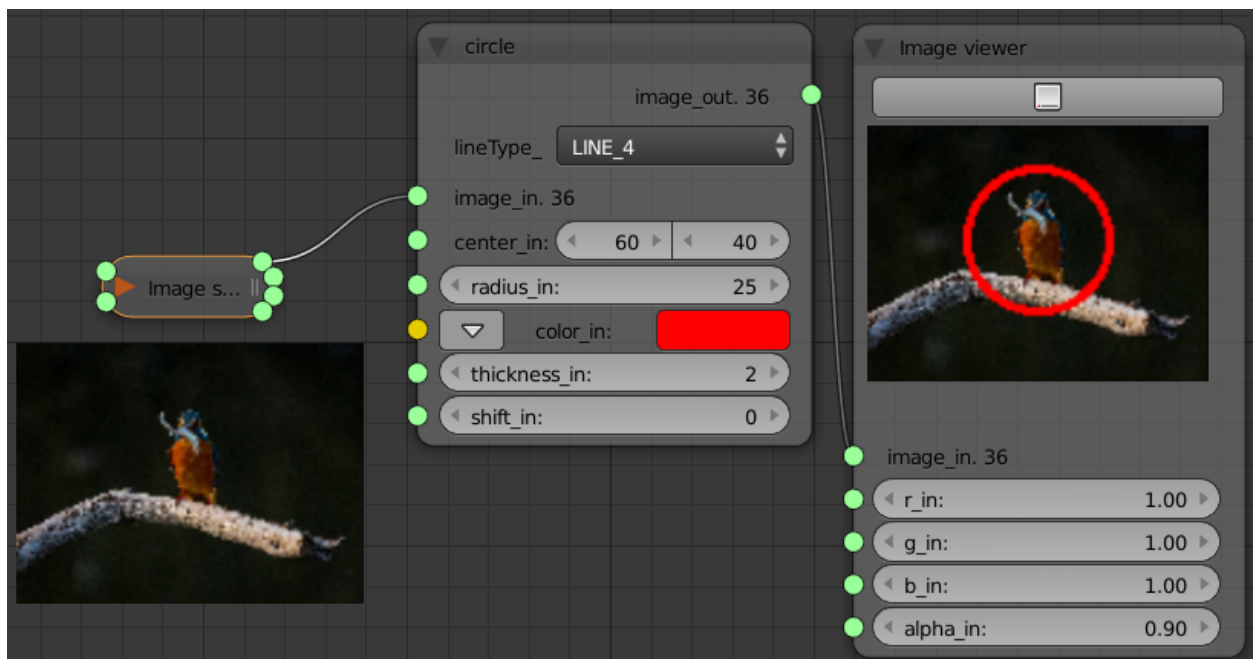 Image s...
circle
image_out. 36
lineType_ LINE_4
image_in. 36
center_in: 60 40
radius_in: 25
color_in:
thickness_in: 2
shift_in: 0
Image viewer
image_in. 36
r_in: 1.00
g_in: 1.00
b_in: 1.00
alpha_in: 0.90